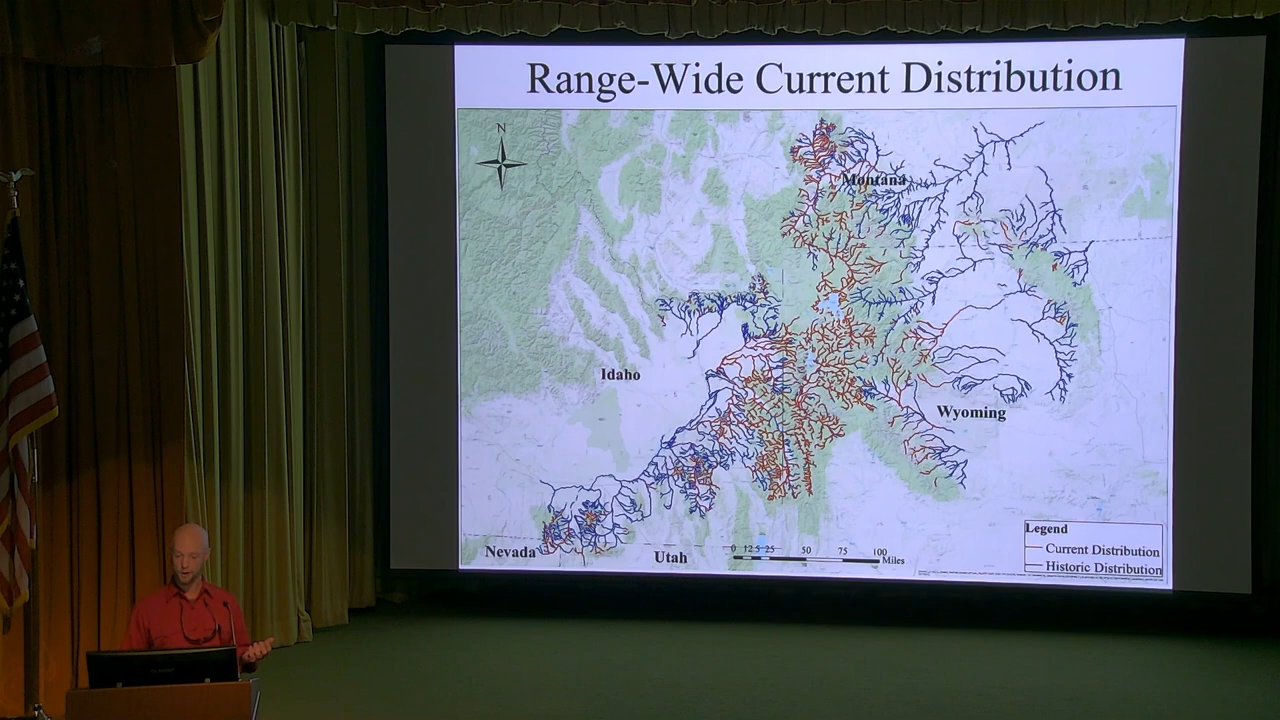 Range-Wide Current Distribution
N
Montana
Idaho
Wyoming
Nevada
Utah
0 12.5 25 50 75 100
Miles
Legend
Current Distribution
Historic Distribution